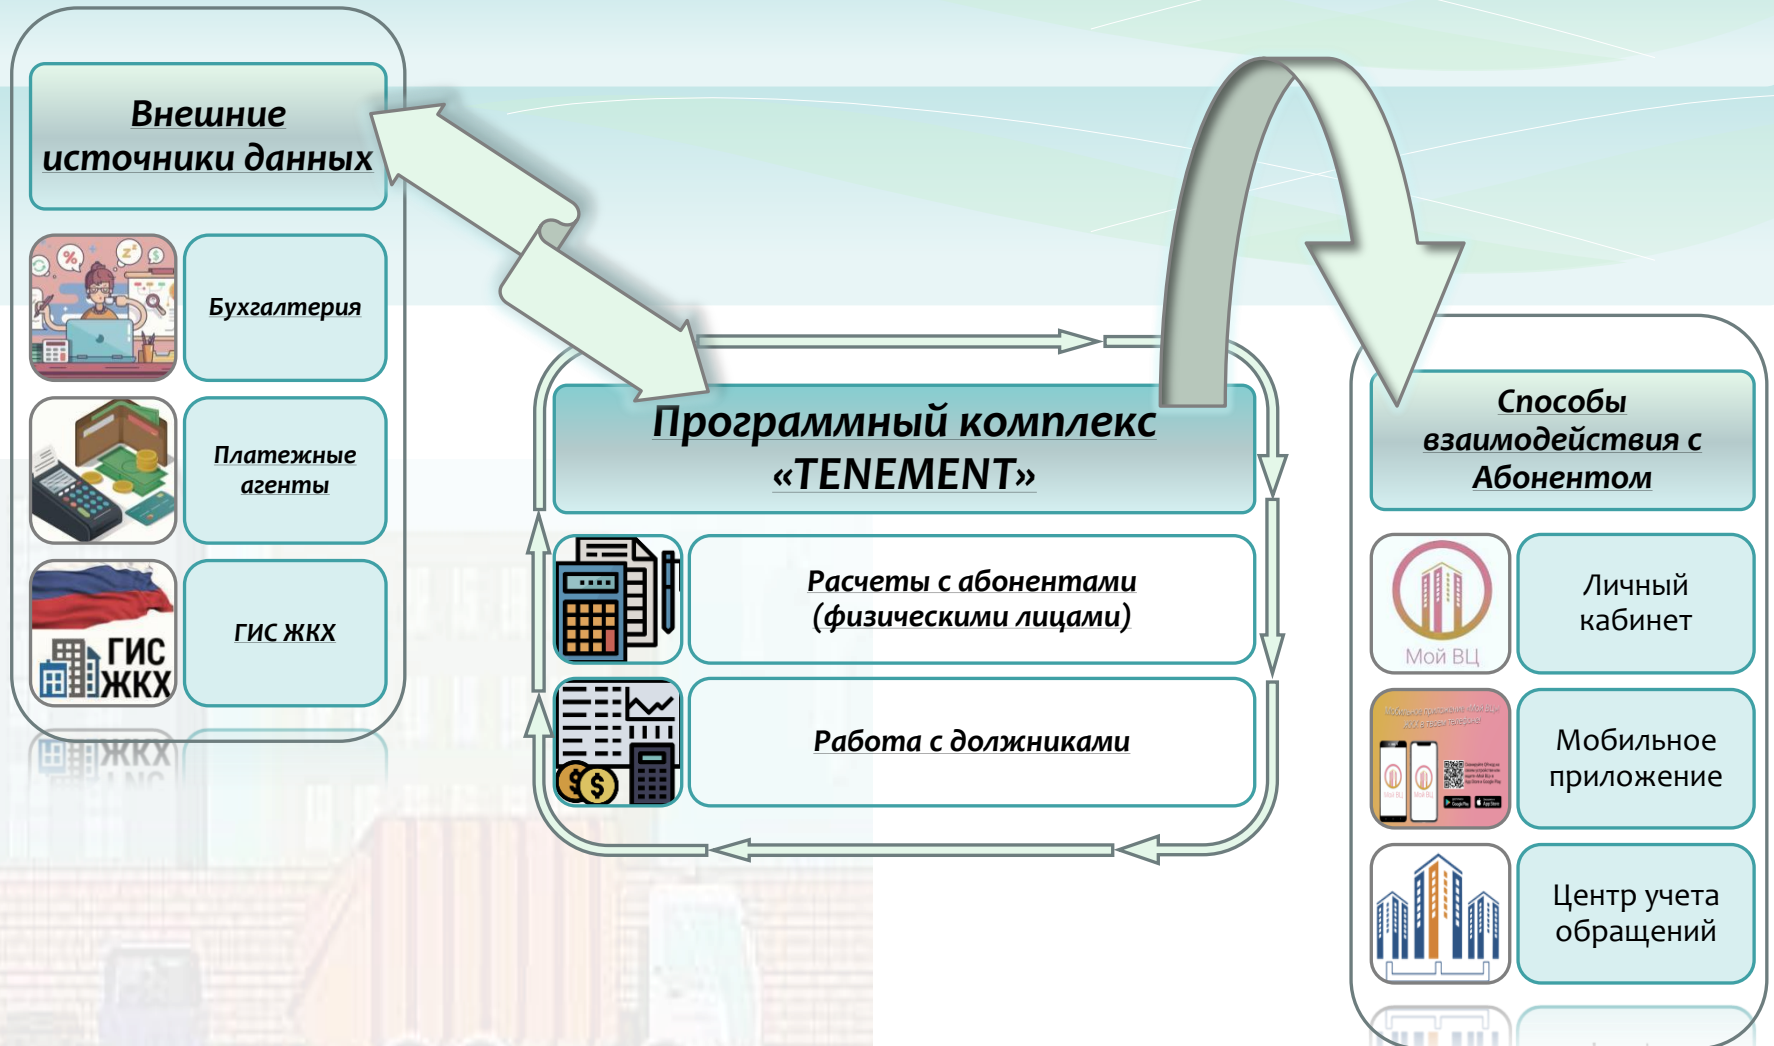 Внешние
источники данных
Бухгалтерия
Платежные
агенты
ГИС
ЖКХ
ГИС ЖКХ
Программный комплекс
«TENEMENT»
Расчеты с абонентами
(физическими лицами)
Работа с должниками
Способы
взаимодействия с
Абонентом
Мой ВЦ
Личный
кабинет
Мобильное
приложение
Центр учета
обращений